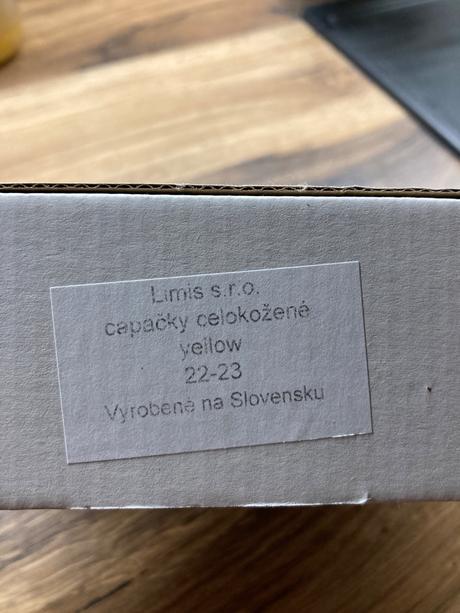 Limis s.r.o.
capačky celokožené
yellow
22-23
Vyrobené na Slovensku